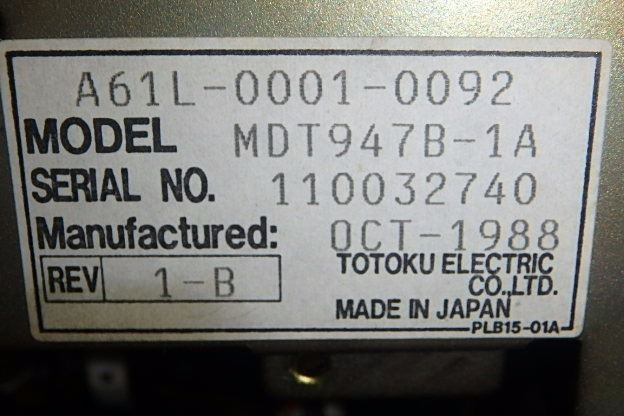 A61L-0001-0092
MODEL MDT947B-1A
SERIAL NO. 110032740
Manufactured: OCT-1988
REV 1-B
TOTOKU ELECTRIC
CO.,LTD.
MADE IN JAPAN
PLB15-01A